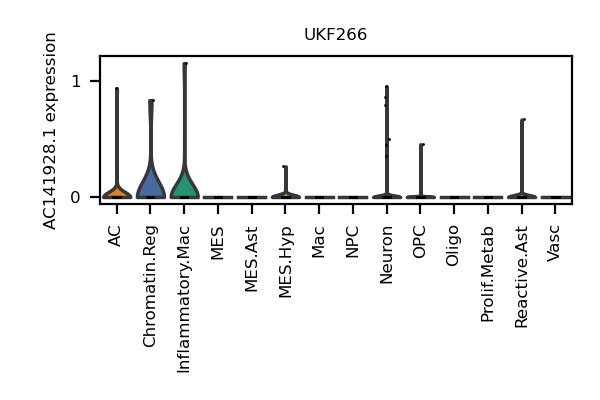 UKF266
AC141928.1 expression
1
0
AC
Chromatin.Reg
Inflammatory.Mac
MES
MES.Ast
MES.Hyp
Mac
NPC
Neuron
OPC
Oligo
Prolif.Metab
Reactive.Ast
Vasc